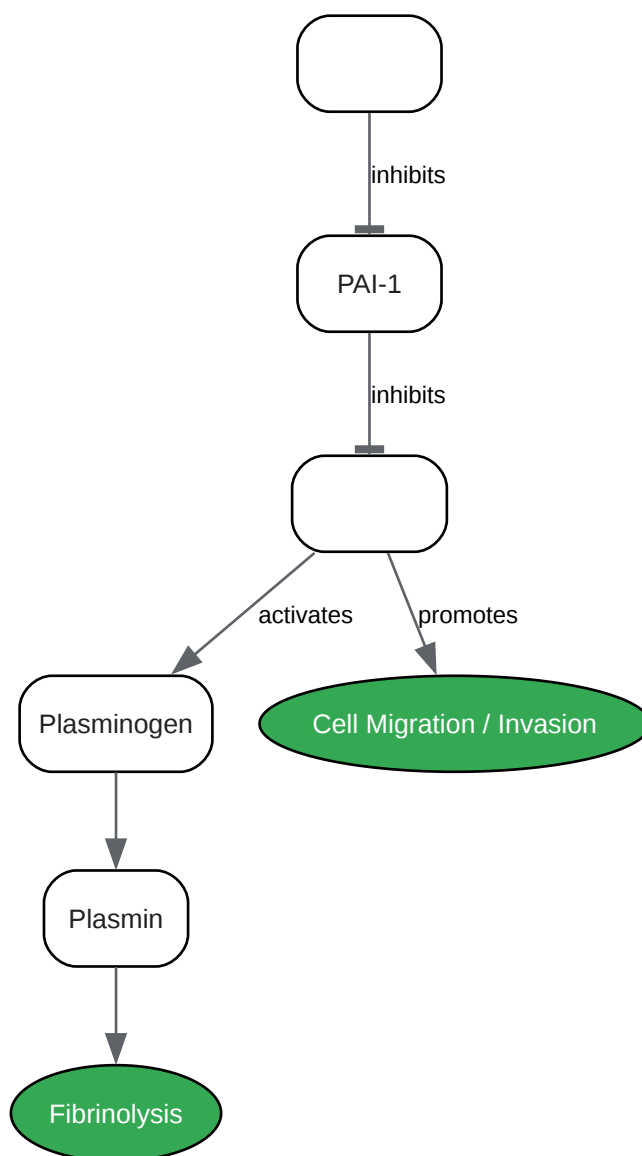 inhibits
PAI-1
inhibits
activates
promotes
Plasminogen
Cell Migration / Invasion
Plasmin
Fibrinolysis